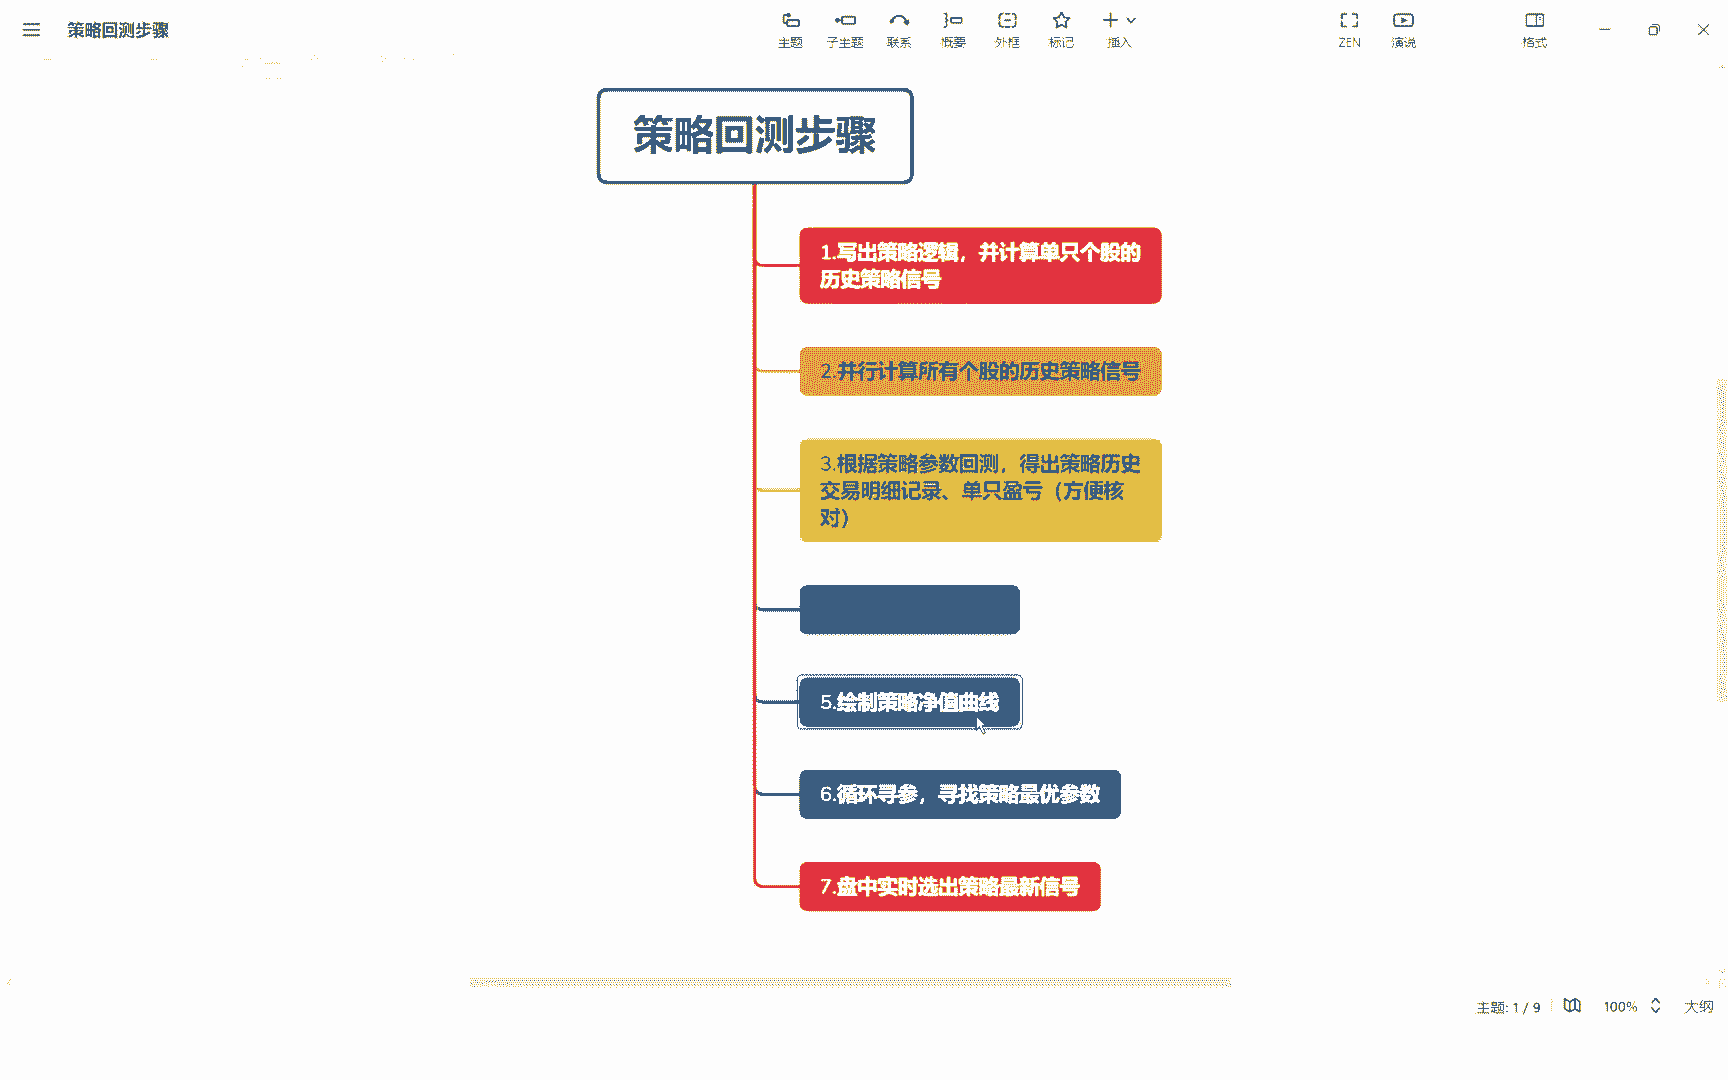 策略回测步骤
主题
子主题
联系
概要
外框
标记
插入
ZEN
演说
格式
策略回测步骤
1.写出策略逻辑，并计算单只个股的
历史策略信号
2.并行计算所有个股的历史策略信号
3.根据策略参数回测，得出策略历史
交易明细记录、单只盈亏（方便核
对）
5.绘制策略净值曲线
6.循环寻参，寻找策略最优参数
7.盘中实时选出策略最新信号
主题: 1 / 9
100%
大纲